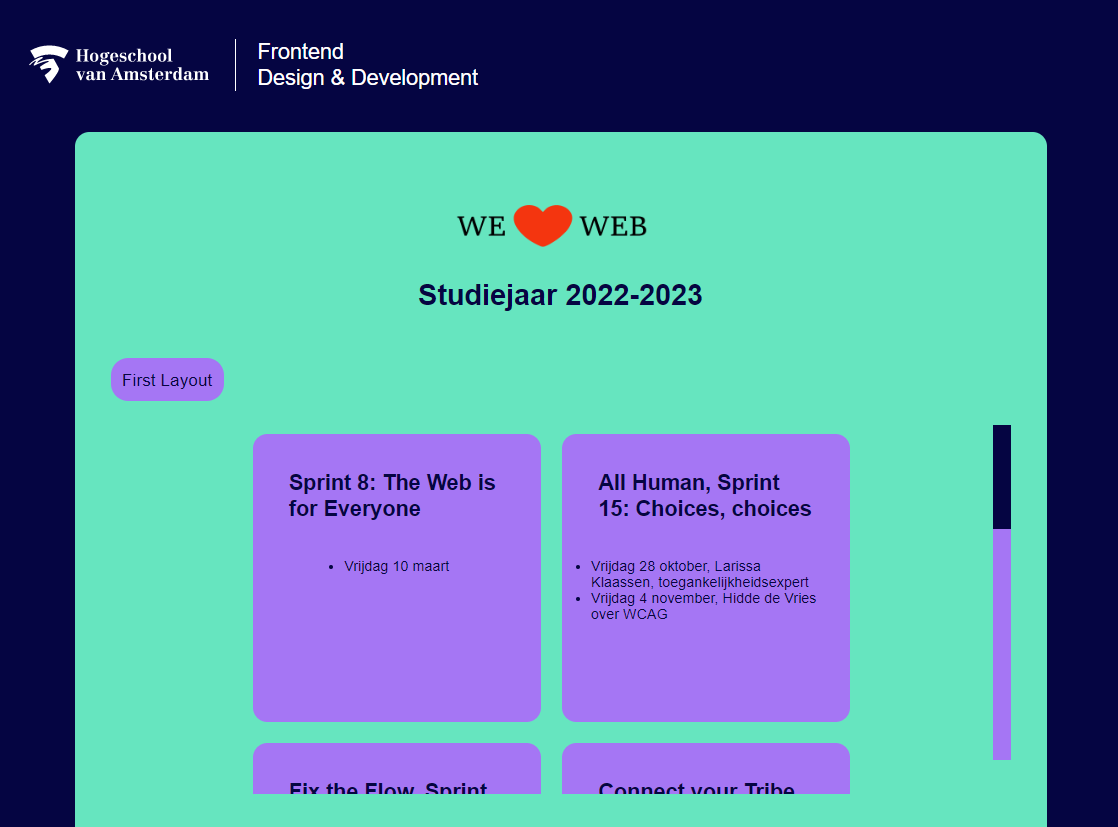 Hogeschool
van Amsterdam
Frontend
Design & Development
WE WEB
Studiejaar 2022-2023
First Layout
Sprint 8: The Web is
for Everyone
• Vrijdag 10 maart
All Human, Sprint
15: Choices, choices
• Vrijdag 28 oktober, Larissa
Klaassen, toegankelijkheidsexpert
• Vrijdag 4 november, Hidde de Vries
over WCAG
Fix the Flow, Sprint
Connect your Tribe